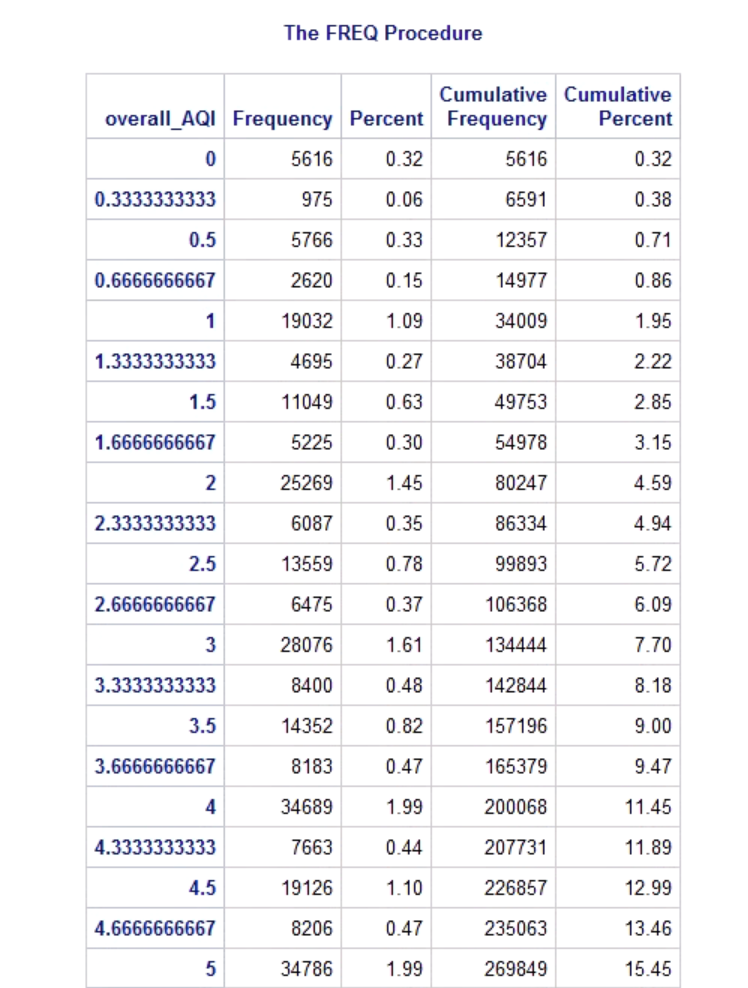 The FREQ Procedure
overall_AQI Frequency Percent Cumulative Frequency Cumulative Percent
0 5616 0.32 5616 0.32
0.3333333333 975 0.06 6591 0.38
0.5 5766 0.33 12357 0.71
0.6666666667 2620 0.15 14977 0.86
1 19032 1.09 34009 1.95
1.3333333333 4695 0.27 38704 2.22
1.5 11049 0.63 49753 2.85
1.6666666667 5225 0.30 54978 3.15
2 25269 1.45 80247 4.59
2.3333333333 6087 0.35 86334 4.94
2.5 13559 0.78 99893 5.72
2.6666666667 6475 0.37 106368 6.09
3 28076 1.61 134444 7.70
3.3333333333 8400 0.48 142844 8.18
3.5 14352 0.82 157196 9.00
3.6666666667 8183 0.47 165379 9.47
4 34689 1.99 200068 11.45
4.3333333333 7663 0.44 207731 11.89
4.5 19126 1.10 226857 12.99
4.6666666667 8206 0.47 235063 13.46
5 34786 1.99 269849 15.45